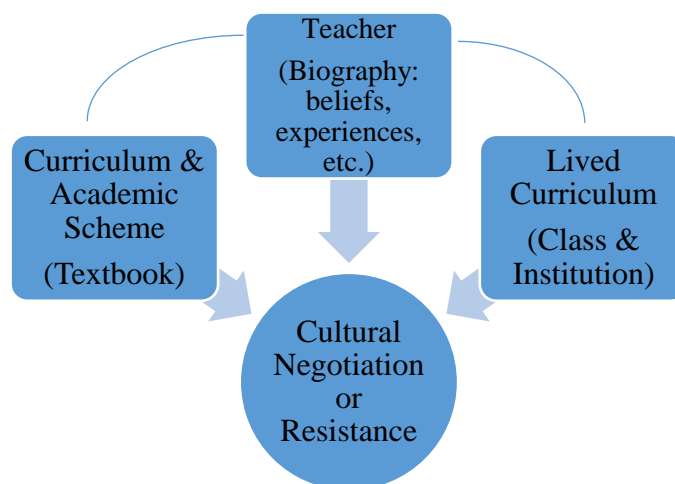 Teacher
(Biography:
beliefs,
experiences,
etc.)
Curriculum &
Academic
Scheme
(Textbook)
Lived
Curriculum
(Class &
Institution)
Cultural
Negotiation
or
Resistance